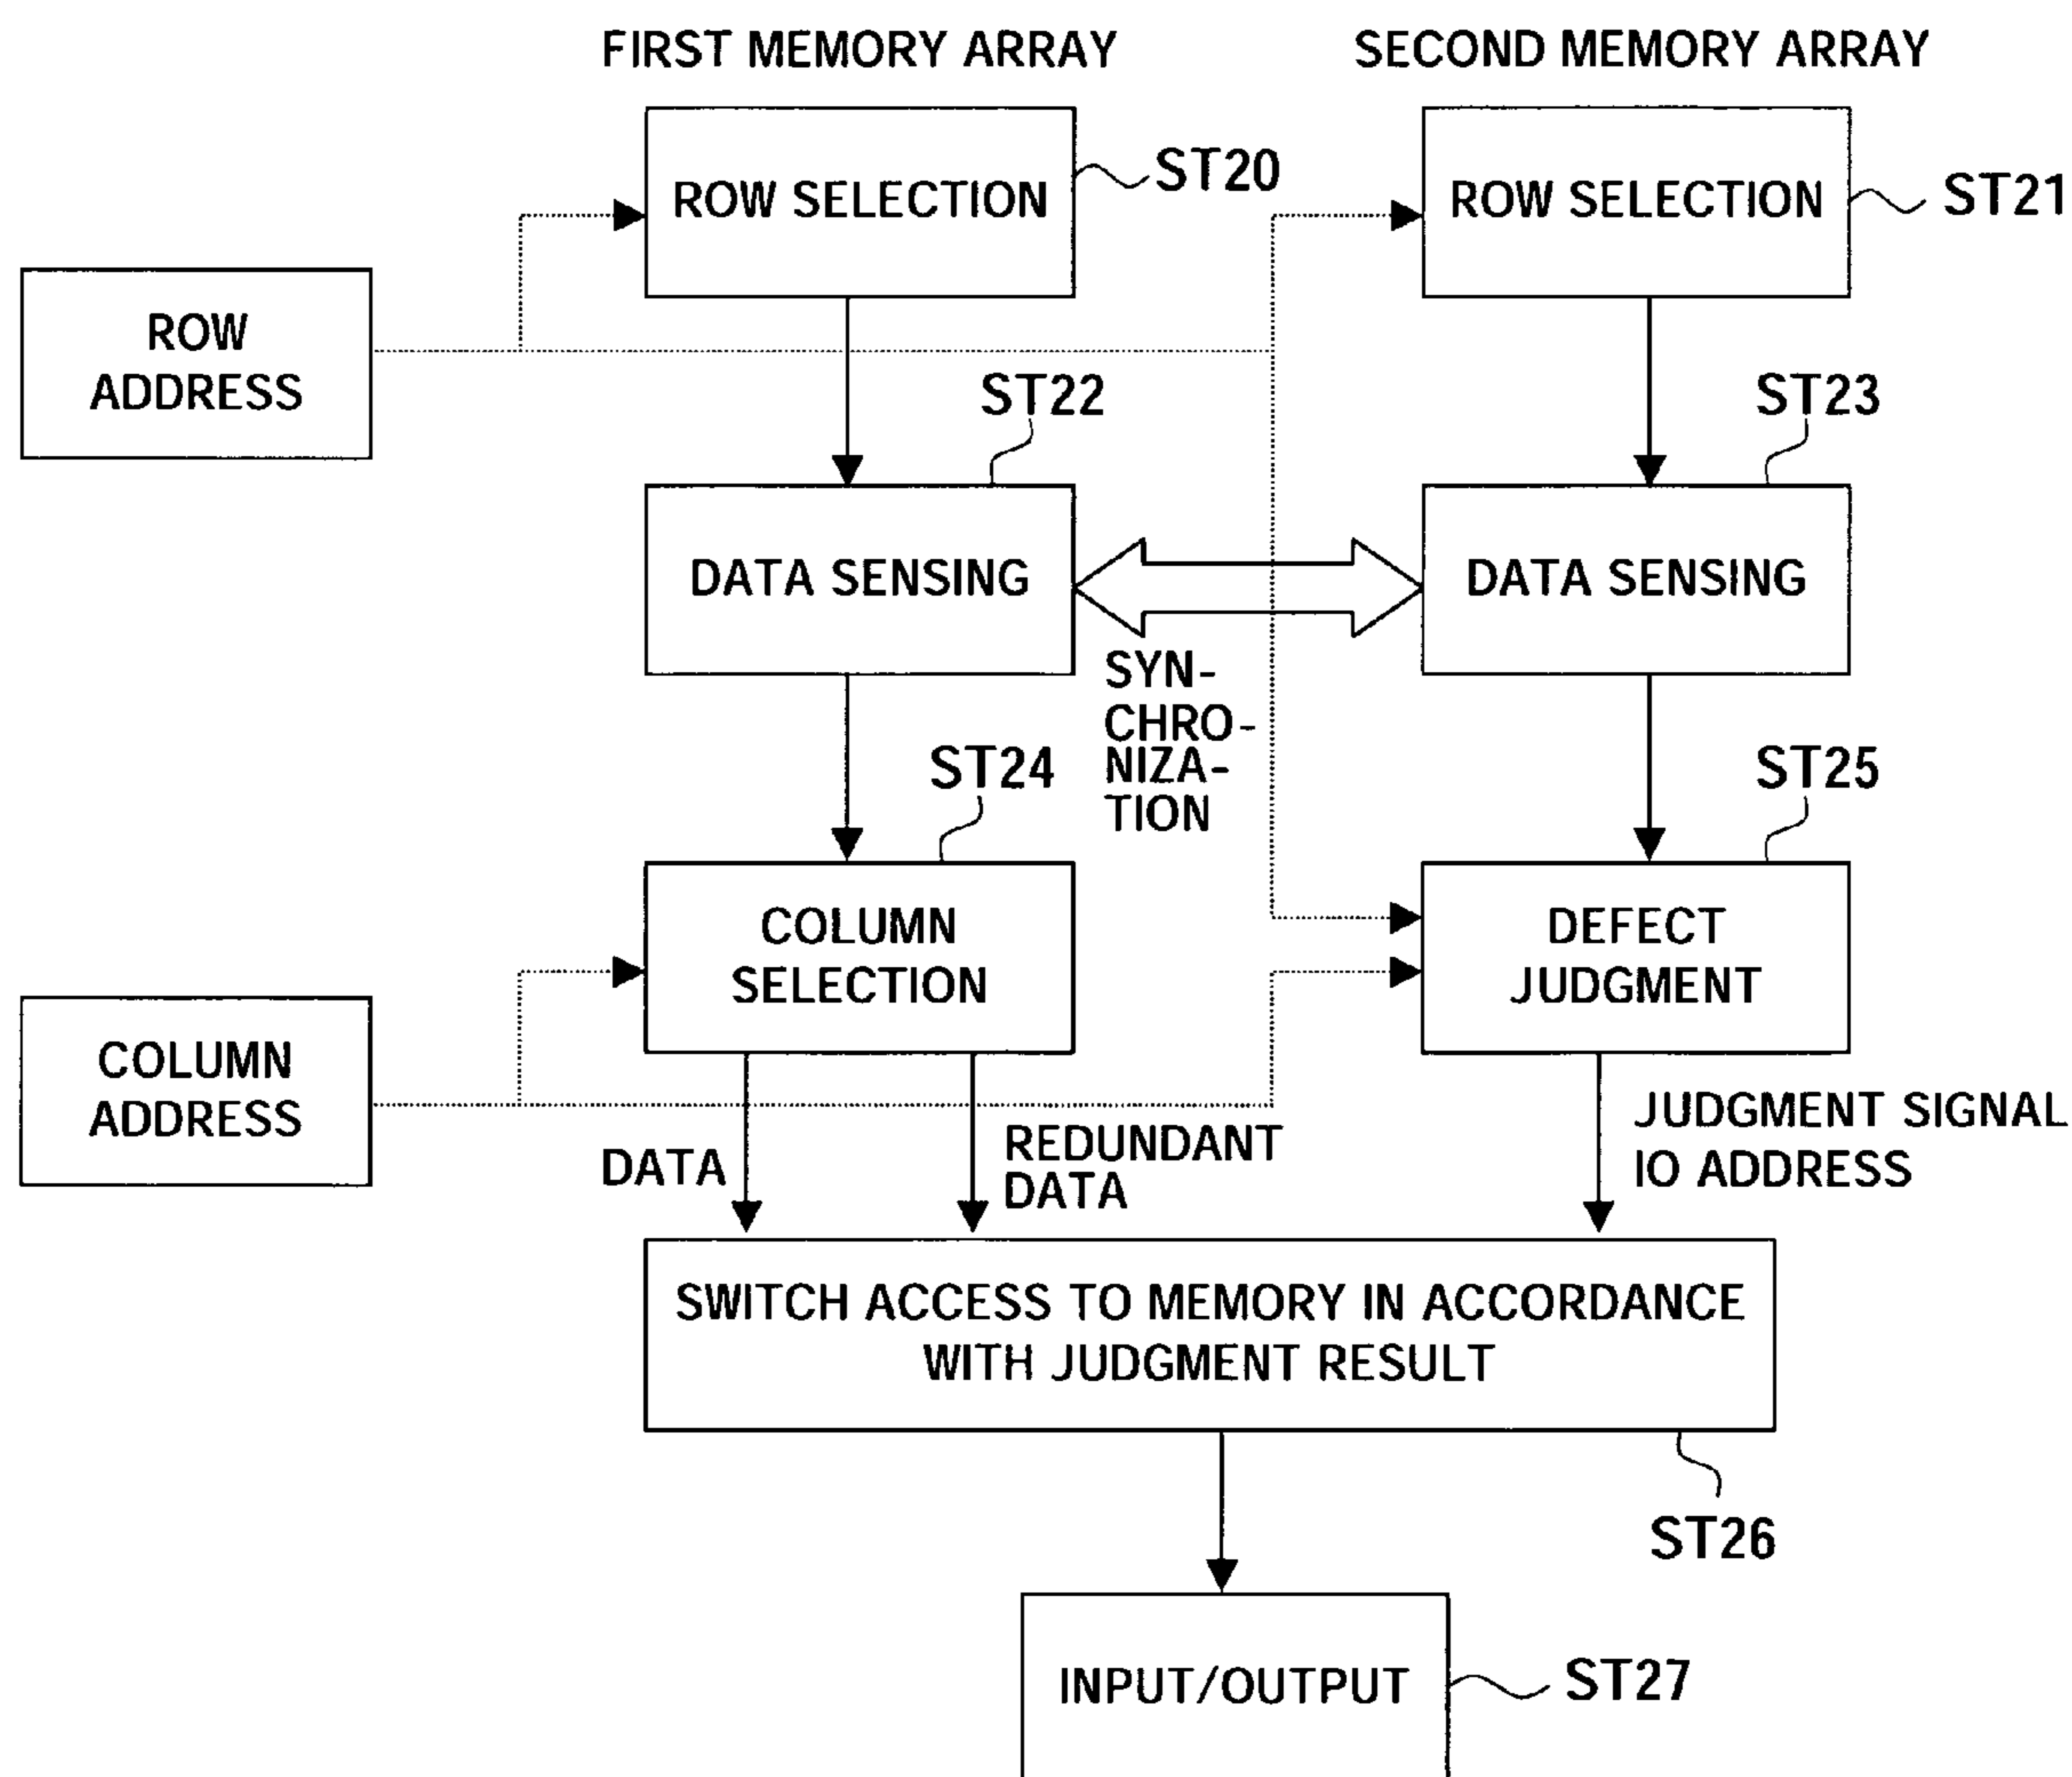 FIRST MEMORY ARRAY
SECOND MEMORY ARRAY
ROW SELECTION
ST20
ROW SELECTION
ST21
ROW
ADDRESS
ST22
ST23
DATA SENSING
DATA SENSING
SYN-
CHRO-
NIZA-
TION
ST24
ST25
COLUMN
SELECTION
DEFECT
JUDGMENT
COLUMN
ADDRESS
DATA
REDUNDANT
DATA
JUDGMENT SIGNAL
IO ADDRESS
SWITCH ACCESS TO MEMORY IN ACCORDANCE
WITH JUDGMENT RESULT
ST26
INPUT/OUTPUT
ST27